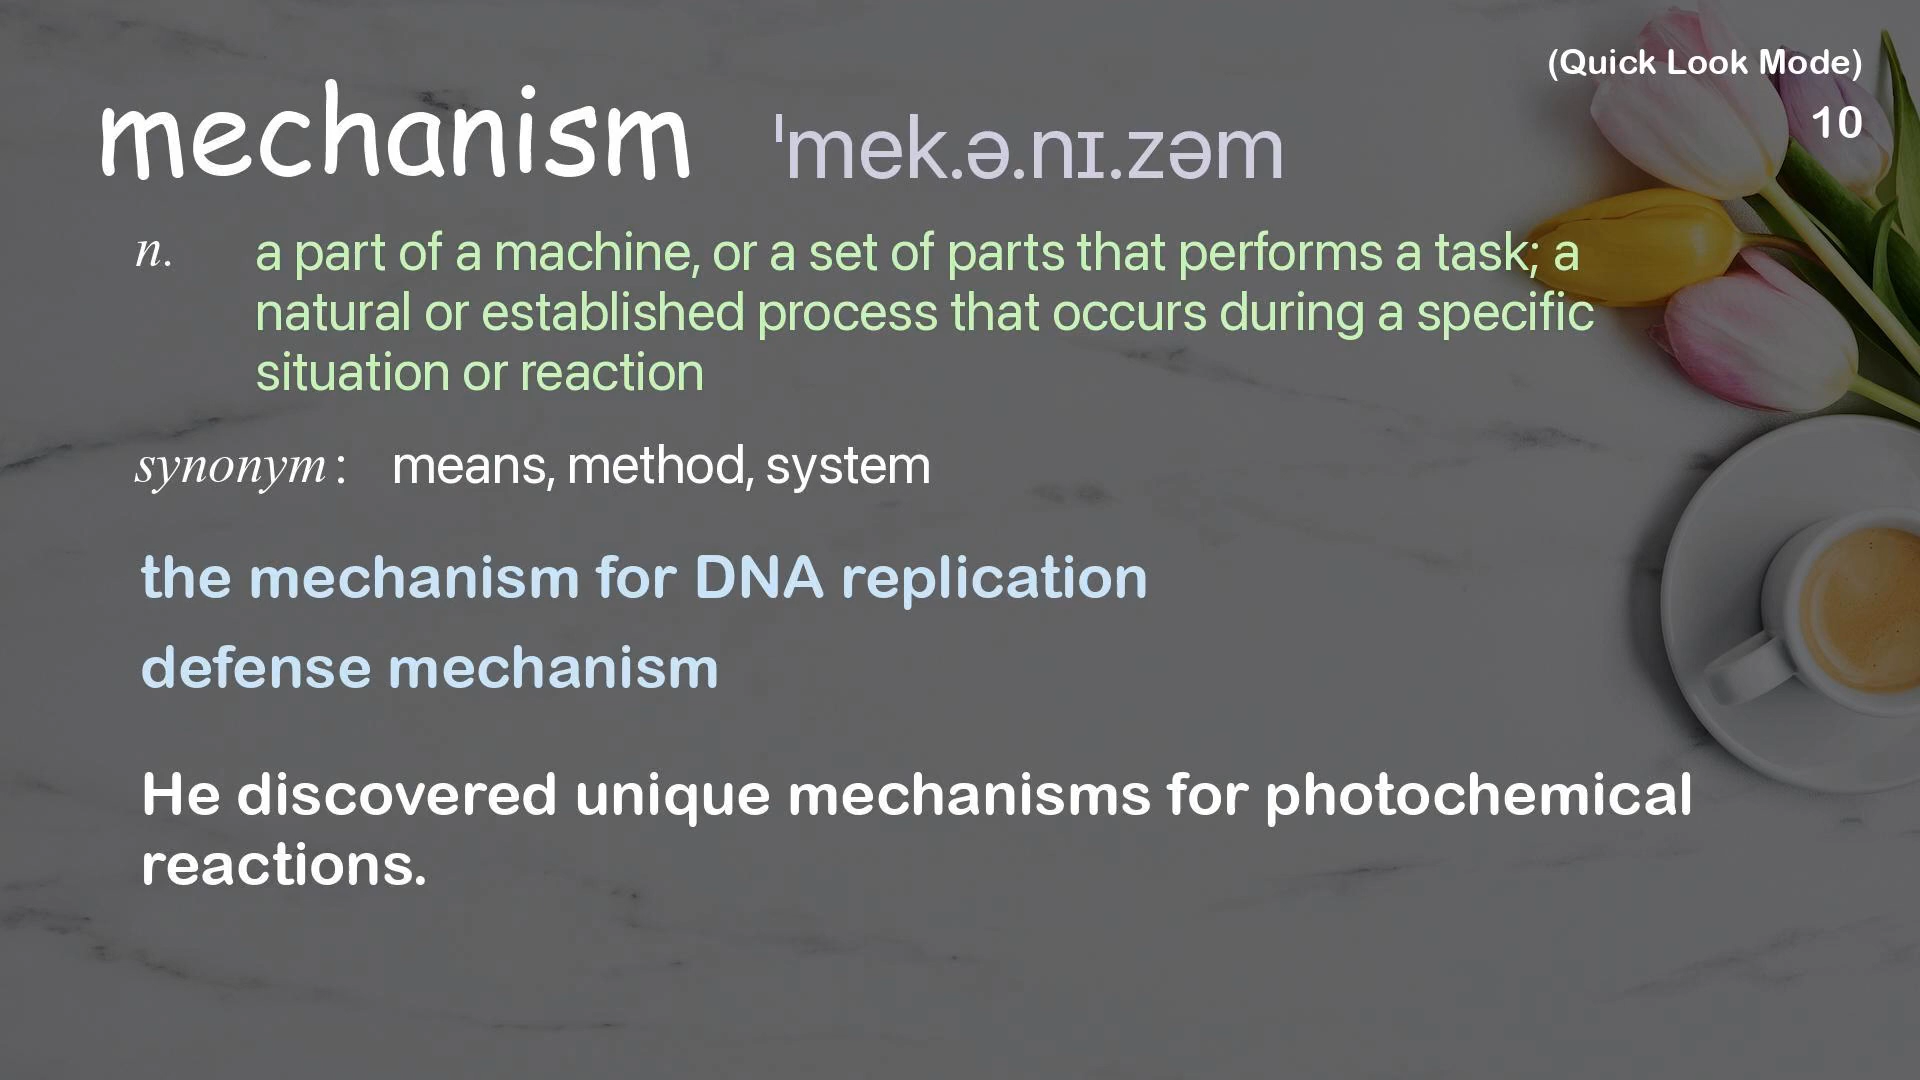 (Quick Look Mode)
10
mechanism ˈmek.ə.nɪ.zəm
n. a part of a machine, or a set of parts that performs a task; a
natural or established process that occurs during a specific
situation or reaction
synonym: means, method, system
the mechanism for DNA replication
defense mechanism
He discovered unique mechanisms for photochemical
reactions.